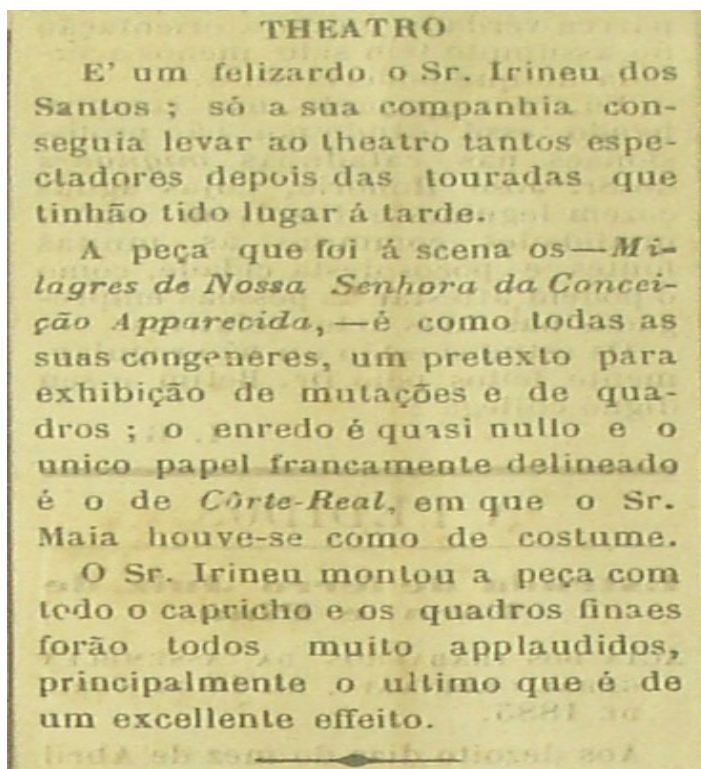 THEATRO
E' um felizardo o Sr. Irineu dos
Santos ; só a sua companhia con-
seguia levar ao theatro tantos espe-
ctadores depois das touradas que
tinhão tido lugar á tarde.
A peça que foi á scena os—Mi-
lagres de Nossa Senhora da Concei-
ção Apparecida,—é como todas as
suas congeneres, um pretexto para
exhibição de mutações e de qua-
dros ; o enredo é quasi nullo e o
unico papel francamente delineado
é o de Côrte-Real, em que o Sr.
Maia houve-se como de costume.
O Sr. Irineu montou a peça com
todo o capricho e os quadros finaes
forão todos muito applaudidos,
principalmente o ultimo que é de
um excellente effeito.